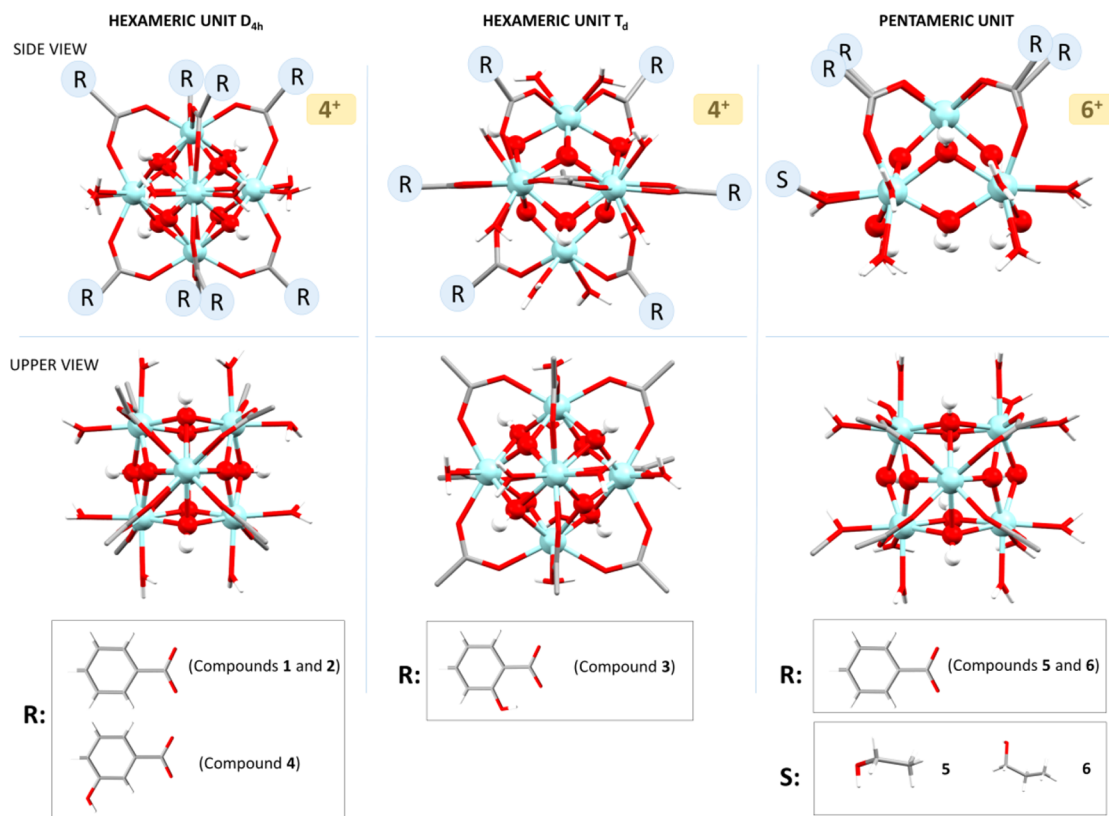 HEXAMERIC UNIT D4h
HEXAMERIC UNIT Td
PENTAMERIC UNIT
SIDE VIEW
R
R
R
R
R
R
R
R
4+
R
R
R
R
R
R
4+
R
R
R
R
S
6+
UPPER VIEW
R:
(Compounds 1 and 2)
(Compound 4)
R:
(Compound 3)
R:
(Compounds 5 and 6)
S:
5
6